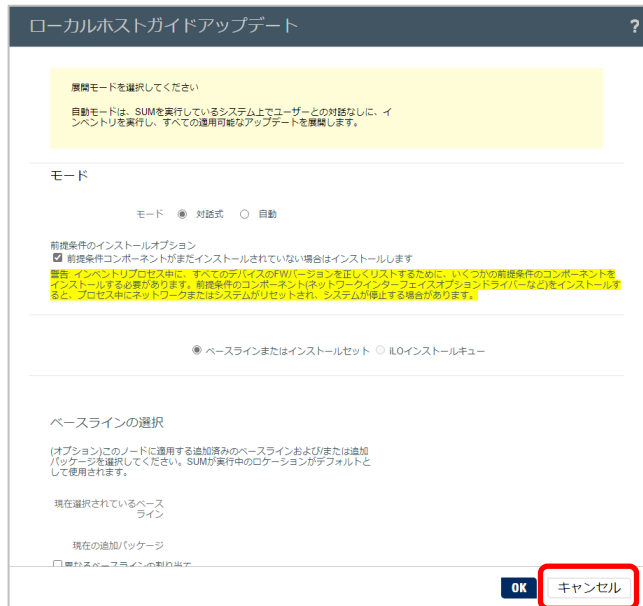 ローカルホストガイドアップデート
?
展開モードを選択してください
自動モードは、SUMを実行しているシステム上でユーザーとの対話なしに、イ
ンベントリを実行し、すべての適用可能なアップデートを展開します。
モード
モード 対話式 自動
前提条件のインストールオプション
前提条件コンポーネントがまだインストールされていない場合はインストールします
警告: インベントリプロセス中に、すべてのデバイスのFWバージョンを正しくリストするために、いくつかの前提条件のコンポーネントを
インストールする必要があります。前提条件のコンポーネント(ネットワークインターフェイスオプションドライバーなど)をインストールす
ると、プロセス中にネットワークまたはシステムがリセットされ、システムが停止する場合があります。
ベースラインまたはインストールセット iLOインストールキュー
ベースラインの選択
(オプション)このノードに適用する追加済みのベースラインおよび/または追加
パッケージを選択してください。SUMが実行中のロケーションがデフォルトと
して使用されます。
現在選択されているベース
ライン
現在の追加パッケージ
異なるベースラインの割り当て
OK キャンセル